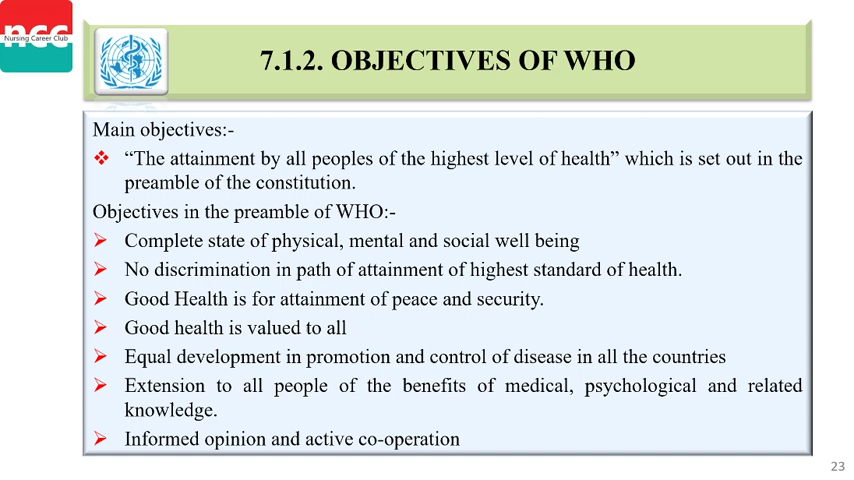 ncc
Nursing Career Club
7.1.2. OBJECTIVES OF WHO
Main objectives:-
"The attainment by all peoples of the highest level of health" which is set out in the
preamble of the constitution.
Objectives in the preamble of WHO:-
Complete state of physical, mental and social well being
No discrimination in path of attainment of highest standard of health.
Good Health is for attainment of peace and security.
Good health is valued to all
Equal development in promotion and control of disease in all the countries
Extension to all people of the benefits of medical, psychological and related
knowledge.
Informed opinion and active co-operation
23